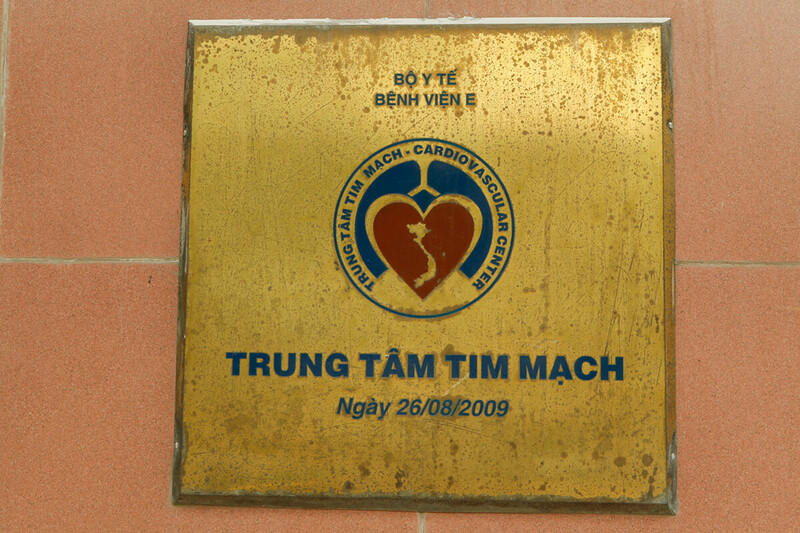 BỘ Y TẾ
BỆNH VIỆN E
TRUNG TÂM TIM MẠCH - CARDIOVASCULAR CENTER
TRUNG TÂM TIM MẠCH
Ngày 26/08/2009